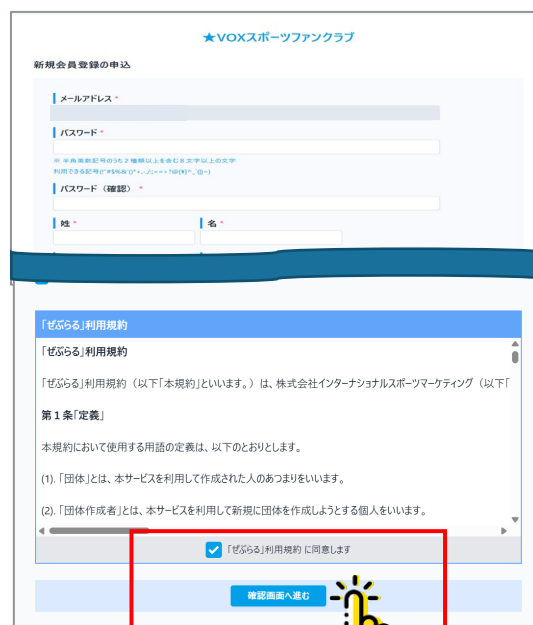 ★VOXスポーツファンクラブ
新規会員登録の申込
メールアドレス *
パスワード *
※ 半角英数記号のうち2種類以上を含む8文字以上の文字
パスワード（確認） *
姓 *
名 *
「ぜぶらる」利用規約
「ぜぶらる」利用規約
「ぜぶらる」利用規約（以下「本規約」といいます。）は、株式会社インターナショナルスポーツマーケティング（以下「
第１条「定義」
本規約において使用する用語の定義は、以下のとおりとします。
(1). 「団体」とは、本サービスを利用して作成された人のあつまりをいいます。
(2). 「団体作成者」とは、本サービスを利用して新規に団体を作成しようとする個人をいいます。
「ぜぶらる」利用規約 に同意します
確認画面へ進む